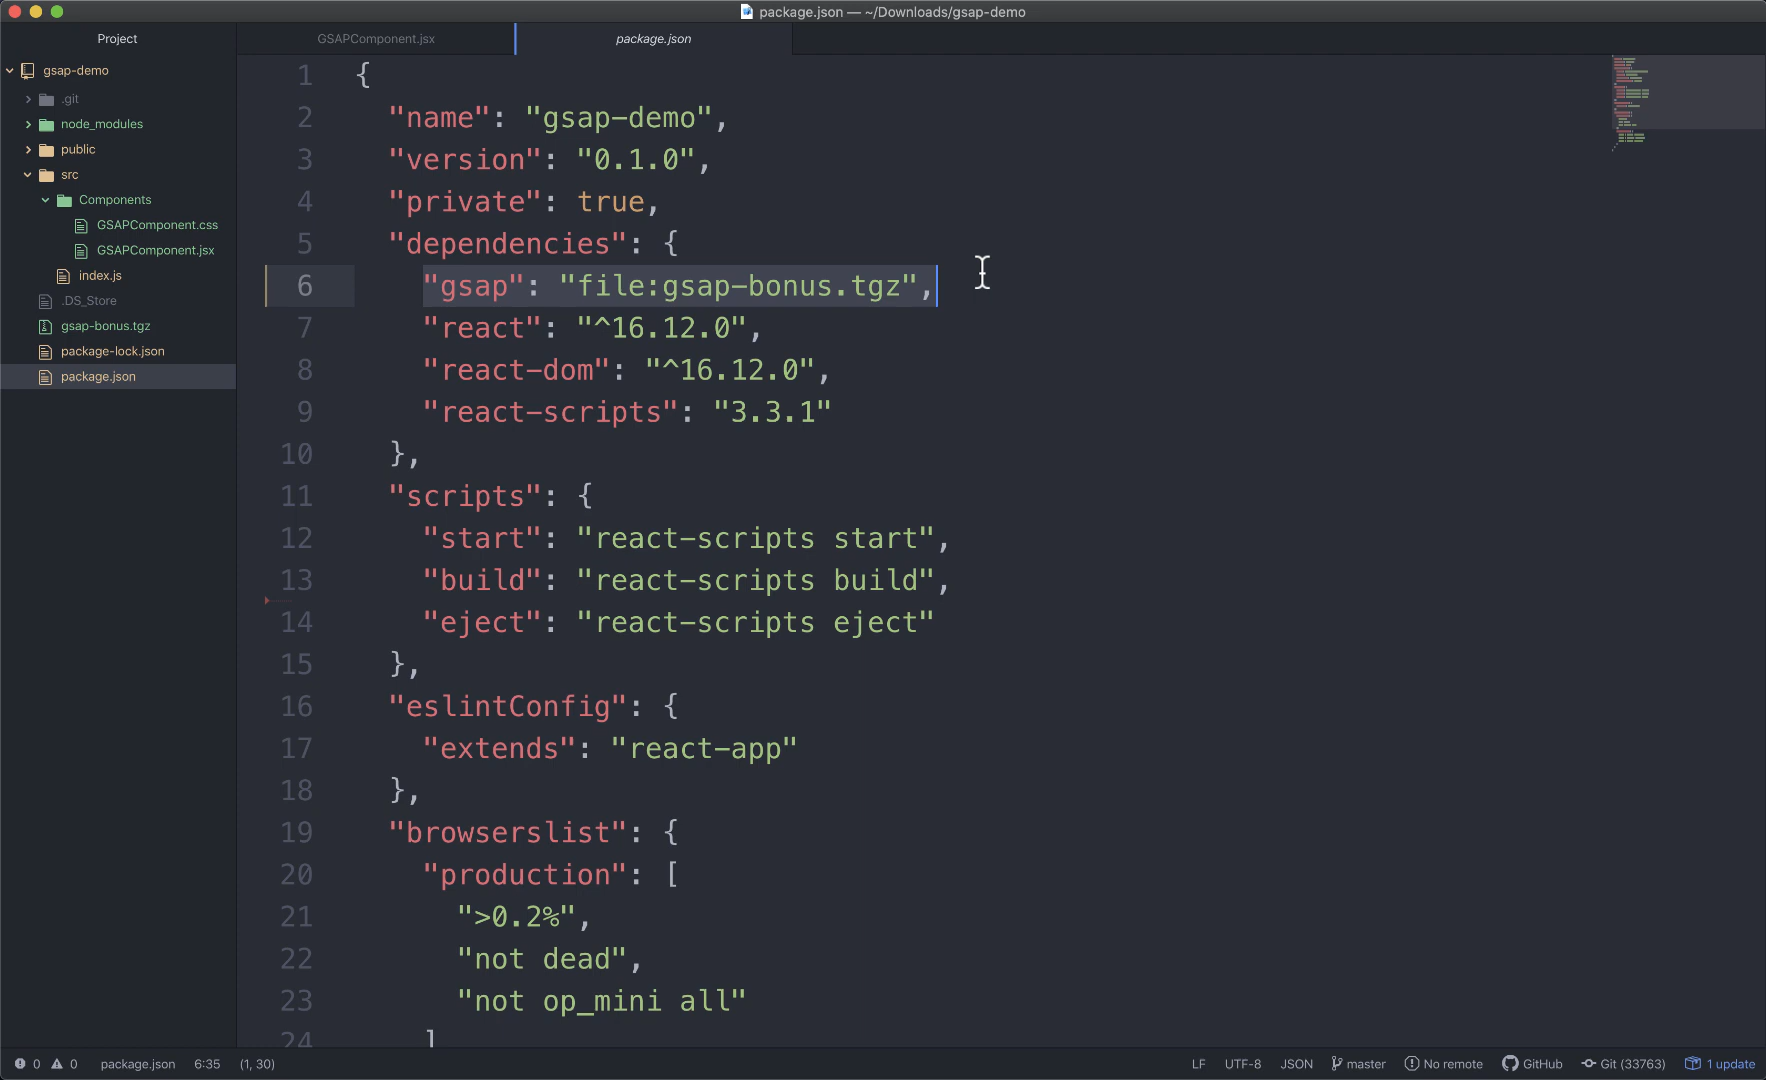 package.json — ~/Downloads/gsap-demo
Project
GSAPComponent.jsx
package.json
gsap-demo
.git
node_modules
public
src
Components
GSAPComponent.css
GSAPComponent.jsx
index.js
.DS_Store
gsap-bonus.tgz
package-lock.json
package.json
1 {
2 "name": "gsap-demo",
3 "version": "0.1.0",
4 "private": true,
5 "dependencies": {
6 "gsap": "file:gsap-bonus.tgz",
7 "react": "^16.12.0",
8 "react-dom": "^16.12.0",
9 "react-scripts": "3.3.1"
10 },
11 "scripts": {
12 "start": "react-scripts start",
13 "build": "react-scripts build",
14 "eject": "react-scripts eject"
15 },
16 "eslintConfig": {
17 "extends": "react-app"
18 },
19 "browserslist": {
20 "production": [
21 ">0.2%",
22 "not dead",
23 "not op_mini all"
24 ]
0 0 package.json 6:35 (1, 30) LF UTF-8 JSON master No remote GitHub Git (33763) 1 update